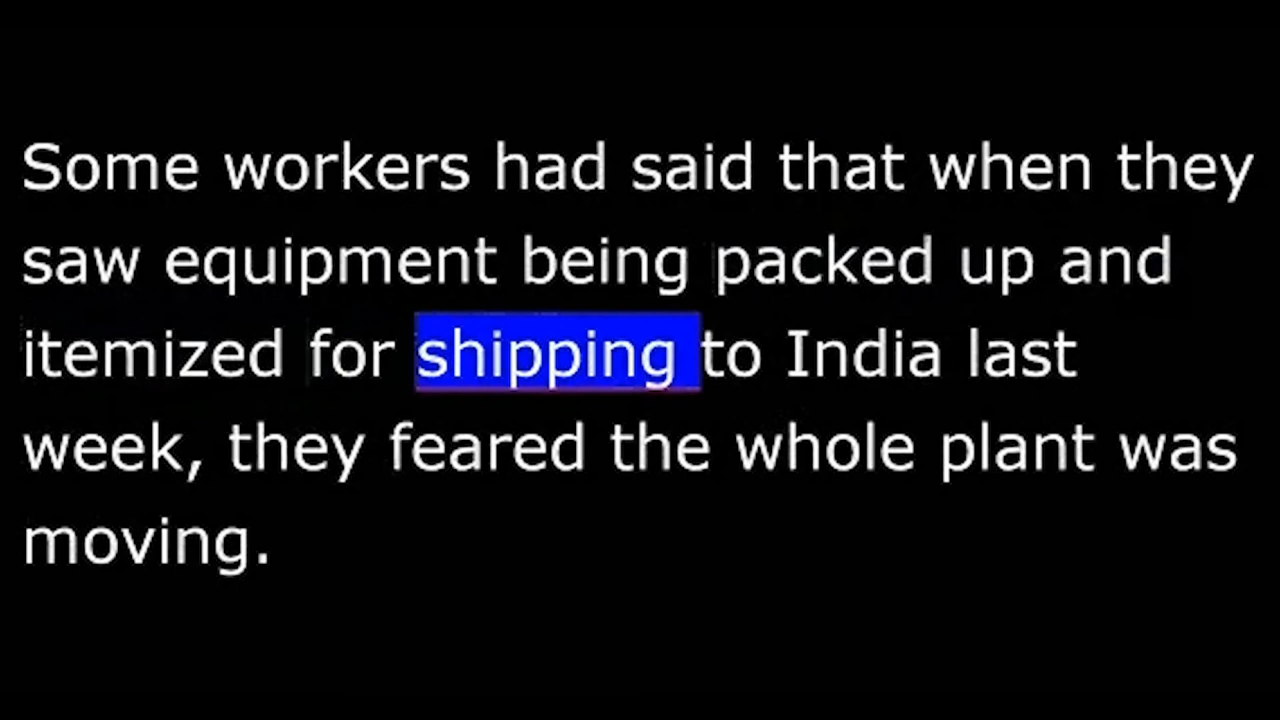 Some workers had said that when they
saw equipment being packed up and
itemized for shipping to India last
week, they feared the whole plant was
moving.